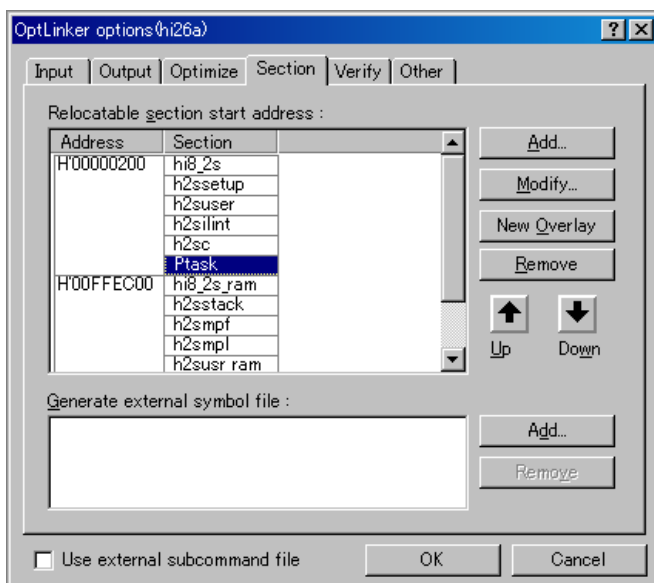 OptLinker options(hi26a)
Input Output Optimize Section Verify Other
Relocatable section start address :
Address Section
H'00000200 hi8_2s
h2ssetup
h2suser
h2silint
h2sc
Ptask
H'00FFEC00 hi8_2s_ram
h2sstack
h2smpf
h2smpl
h2susr_ram
Add...
Modify...
New Overlay
Remove
Up Down
Generate external symbol file :
Add...
Remove
Use external subcommand file OK Cancel